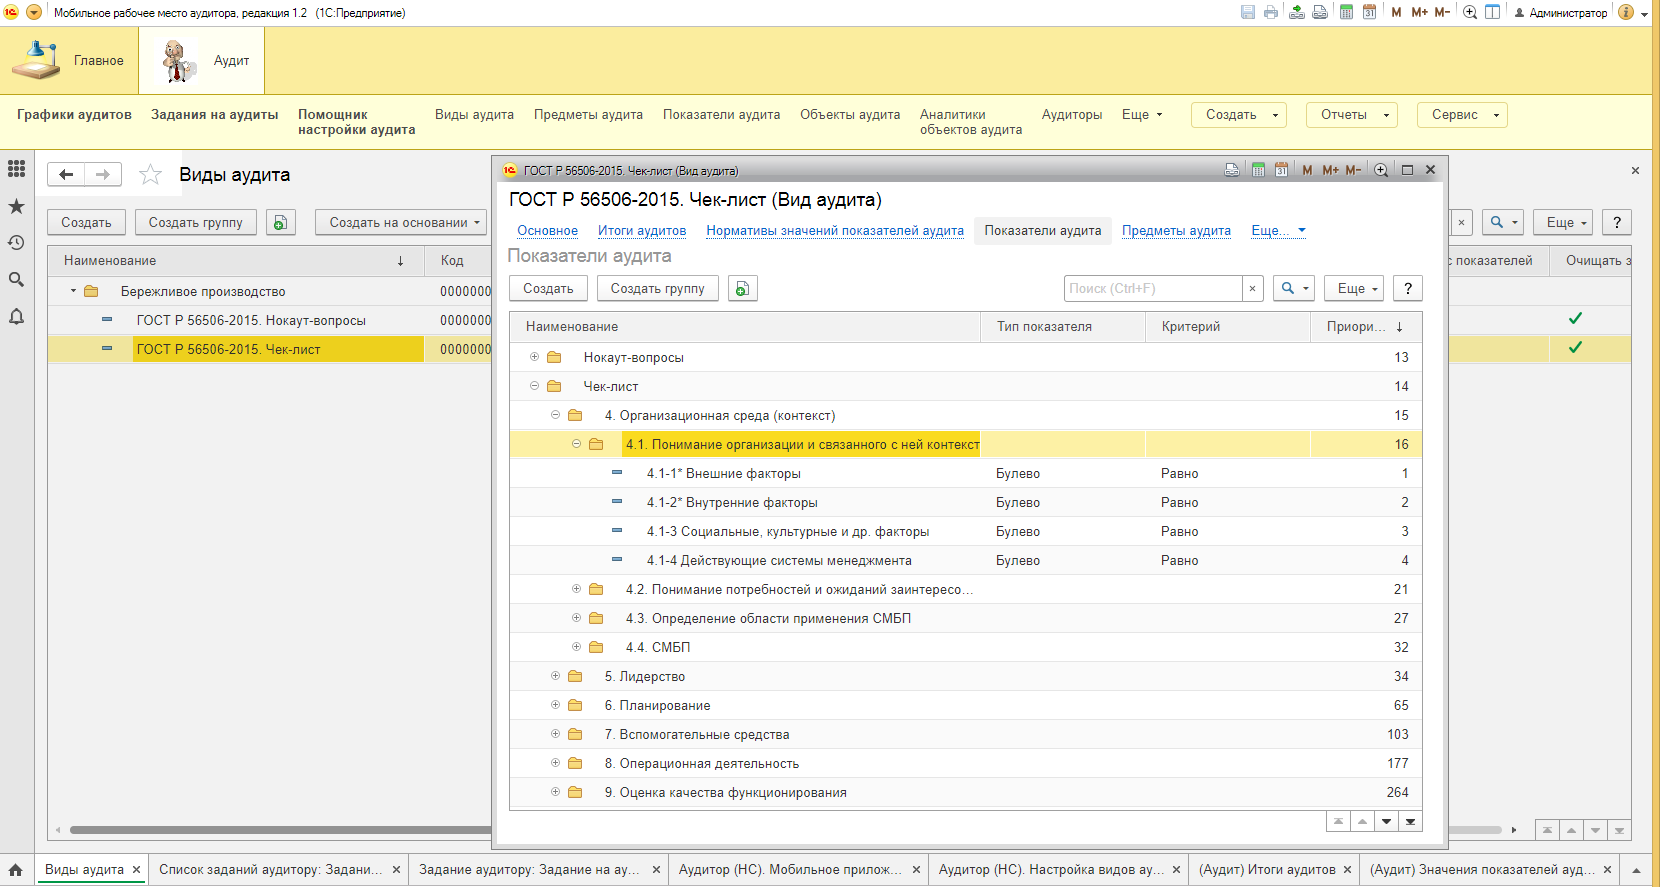 Мобильное рабочее место аудитора, редакция 1.2 (1С:Предприятие)
M M+ M- Администратор
Главное
Аудит
Графики аудитов
Задания на аудиты
Помощник
настройки аудита
Виды аудита
Предметы аудита
Показатели аудита
Объекты аудита
Аналитики
объектов аудита
Аудиторы
Еще
Создать
Отчеты
Сервис
Виды аудита
Создать
Создать группу
Создать на основании
Еще
?
Наименование
Код
с показателей
Очищать з
Бережливое производство
0000000
ГОСТ Р 56506-2015. Нокаут-вопросы
0000000
ГОСТ Р 56506-2015. Чек-лист
0000000
ГОСТ Р 56506-2015. Чек-лист (Вид аудита)
31 M M+ M-
ГОСТ Р 56506-2015. Чек-лист (Вид аудита)
Основное
Итоги аудитов
Нормативы значений показателей аудита
Показатели аудита
Предметы аудита
Еще...
Показатели аудита
Создать
Создать группу
Поиск (Ctrl+F)
×
Еще
?
Наименование
Тип показателя
Критерий
Приори...
Нокаут-вопросы 13
Чек-лист 14
4. Организационная среда (контекст) 15
4.1. Понимание организации и связанного с ней контекст 16
4.1-1* Внешние факторы Булево Равно 1
4.1-2* Внутренние факторы Булево Равно 2
4.1-3 Социальные, культурные и др. факторы Булево Равно 3
4.1-4 Действующие системы менеджмента Булево Равно 4
4.2. Понимание потребностей и ожиданий заинтересо... 21
4.3. Определение области применения СМБП 27
4.4. СМБП 32
5. Лидерство 34
6. Планирование 65
7. Вспомогательные средства 103
8. Операционная деятельность 177
9. Оценка качества функционирования 264
Виды аудита
Список заданий аудитору: Задани...
Задание аудитору: Задание на ау...
Аудитор (НС). Мобильное прилож...
Аудитор (НС). Настройка видов ау...
(Аудит) Итоги аудитов
(Аудит) Значения показателей ауд...